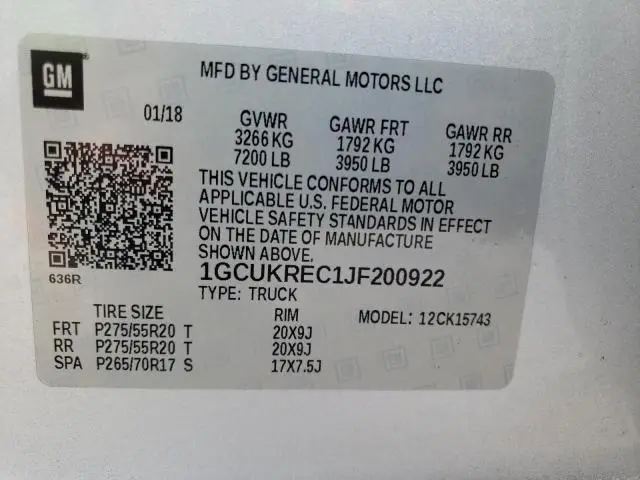 GM
MFD BY GENERAL MOTORS LLC
01/18
GVWR GAWR FRT GAWR RR
3266 KG 1792 KG 1792 KG
7200 LB 3950 LB 3950 LB
THIS VEHICLE CONFORMS TO ALL
APPLICABLE U.S. FEDERAL MOTOR
VEHICLE SAFETY STANDARDS IN EFFECT
ON THE DATE OF MANUFACTURE
SHOWN ABOVE.
636R
1GCUKREC1JF200922
TYPE: TRUCK
TIRE SIZE RIM MODEL: 12CK15743
FRT P275/55R20 T 20X9J
RR P275/55R20 T 20X9J
SPA P265/70R17 S 17X7.5J